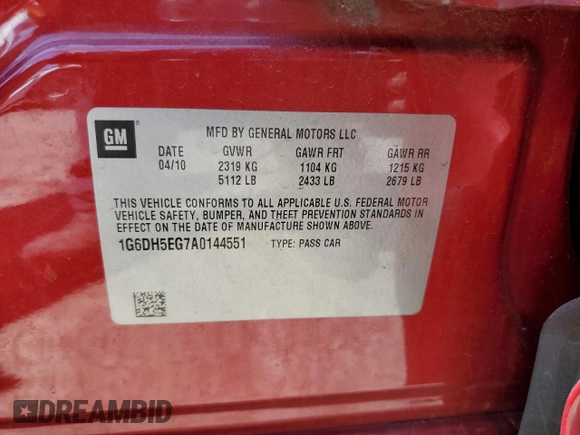 GM
MFD BY GENERAL MOTORS LLC
DATE GVWR GAWR FRT GAWR RR
04/10 2319 KG 1104 KG 1215 KG
5112 LB 2433 LB 2679 LB
THIS VEHICLE CONFORMS TO ALL APPLICABLE U.S. FEDERAL MOTOR
VEHICLE SAFETY, BUMPER, AND THEFT PREVENTION STANDARDS IN
EFFECT ON THE DATE OF MANUFACTURE SHOWN ABOVE.
1G6DH5EG7A0144551 TYPE: PASS CAR
DREAMBID